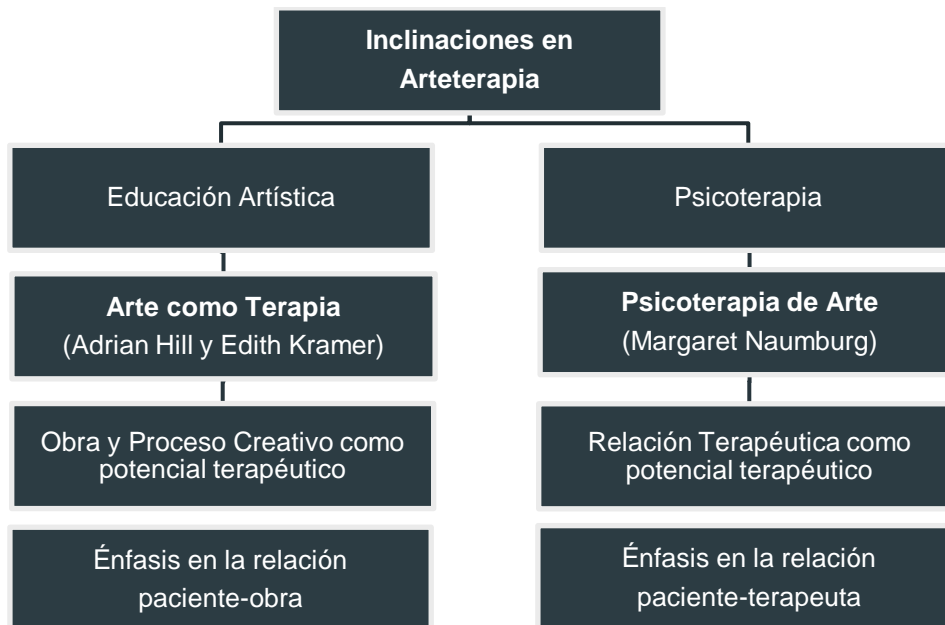 Inclinaciones en
Arteterapia
Educación Artística
Psicoterapia
Arte como Terapia
(Adrian Hill y Edith Kramer)
Psicoterapia de Arte
(Margaret Naumburg)
Obra y Proceso Creativo como
potencial terapéutico
Relación Terapéutica como
potencial terapéutico
Énfasis en la relación
paciente-obra
Énfasis en la relación
paciente-terapeuta